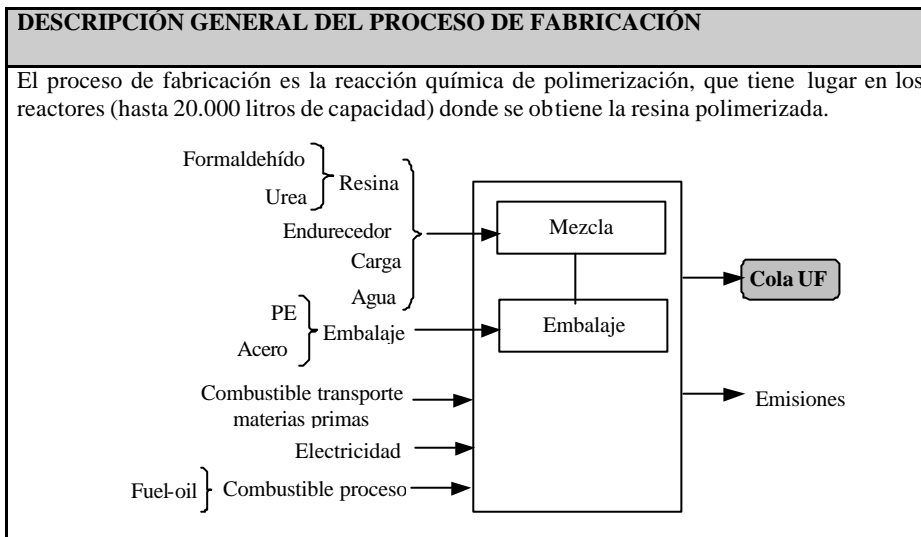 DESCRIPCIÓN GENERAL DEL PROCESO DE FABRICACIÓN
El proceso de fabricación es la reacción química de polimerización, que tiene lugar en los
reactores (hasta 20.000 litros de capacidad) donde se obtiene la resina polimerizada.
Formaldehído
Urea
Resina
Endurecedor
Carga
Agua
Mezcla
PE
Acero
Embalaje
Embalaje
Cola UF
Combustible transporte
materias primas
Emisiones
Electricidad
Fuel-oil
Combustible proceso